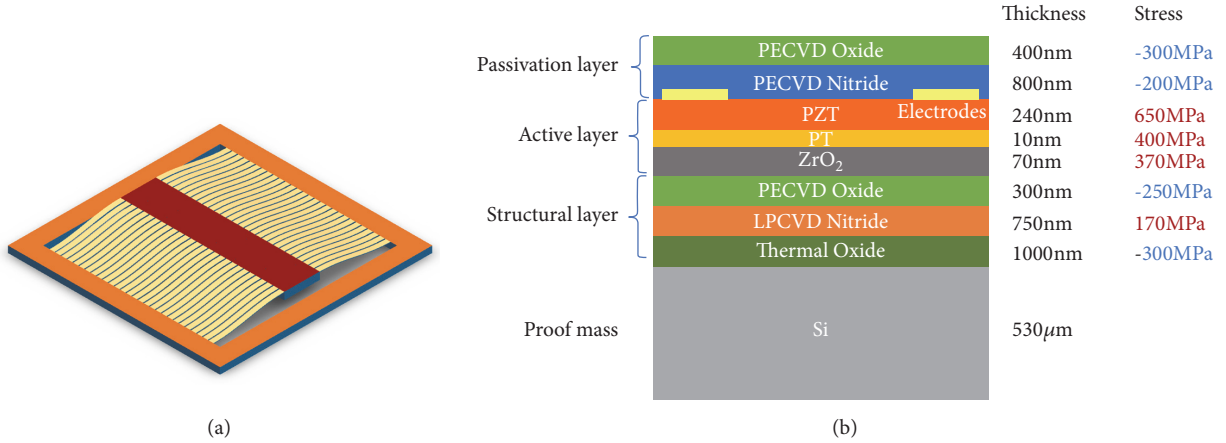 Thickness Stress
PECVD Oxide 400nm -300MPa
Passivation layer
PECVD Nitride 800nm -200MPa
PZT Electrodes 240nm 650MPa
Active layer PT 10nm 400MPa
ZrO₂ 70nm 370MPa
PECVD Oxide 300nm -250MPa
Structural layer LPCVD Nitride 750nm 170MPa
Thermal Oxide 1000nm -300MPa
Proof mass Si 530μm
(a) (b)